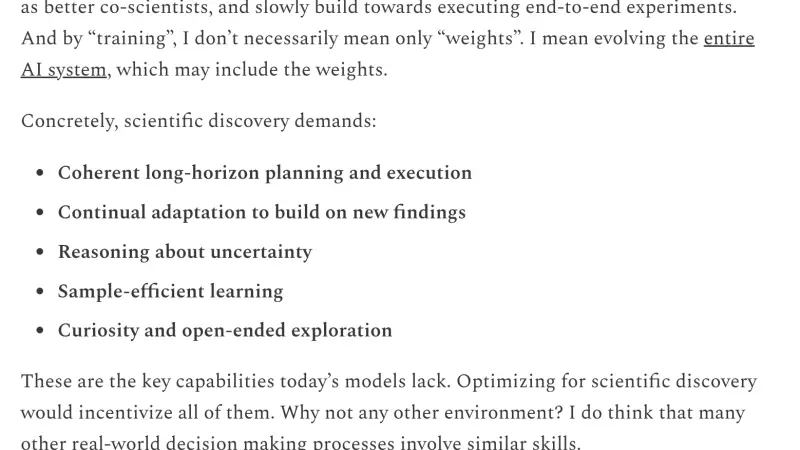 as better co-scientists, and slowly build towards executing end-to-end experiments.
And by “training”, I don’t necessarily mean only “weights”. I mean evolving the entire
AI system, which may include the weights.
Concretely, scientific discovery demands:
• Coherent long-horizon planning and execution
• Continual adaptation to build on new findings
• Reasoning about uncertainty
• Sample-efficient learning
• Curiosity and open-ended exploration
These are the key capabilities today’s models lack. Optimizing for scientific discovery
would incentivize all of them. Why not any other environment? I do think that many
other real-world decision making processes involve similar skills.